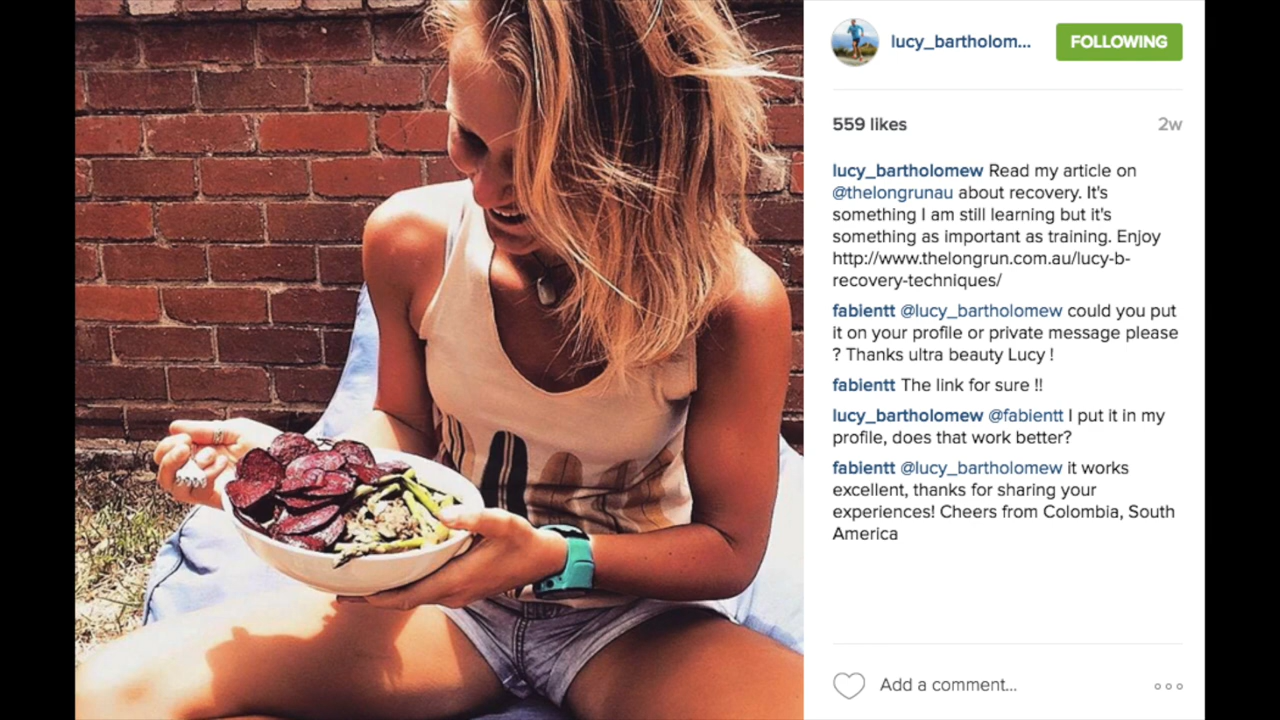 lucy_bartholom...
FOLLOWING
559 likes
2w
lucy_bartholomew Read my article on
@thelongrunau about recovery. It's
something I am still learning but it's
something as important as training. Enjoy
http://www.thelongrun.com.au/lucy-b-
recovery-techniques/
fabientt @lucy_bartholomew could you put
it on your profile or private message please
? Thanks ultra beauty Lucy !
fabientt The link for sure !!
lucy_bartholomew @fabientt I put it in my
profile, does that work better?
fabientt @lucy_bartholomew it works
excellent, thanks for sharing your
experiences! Cheers from Colombia, South
America
Add a comment...